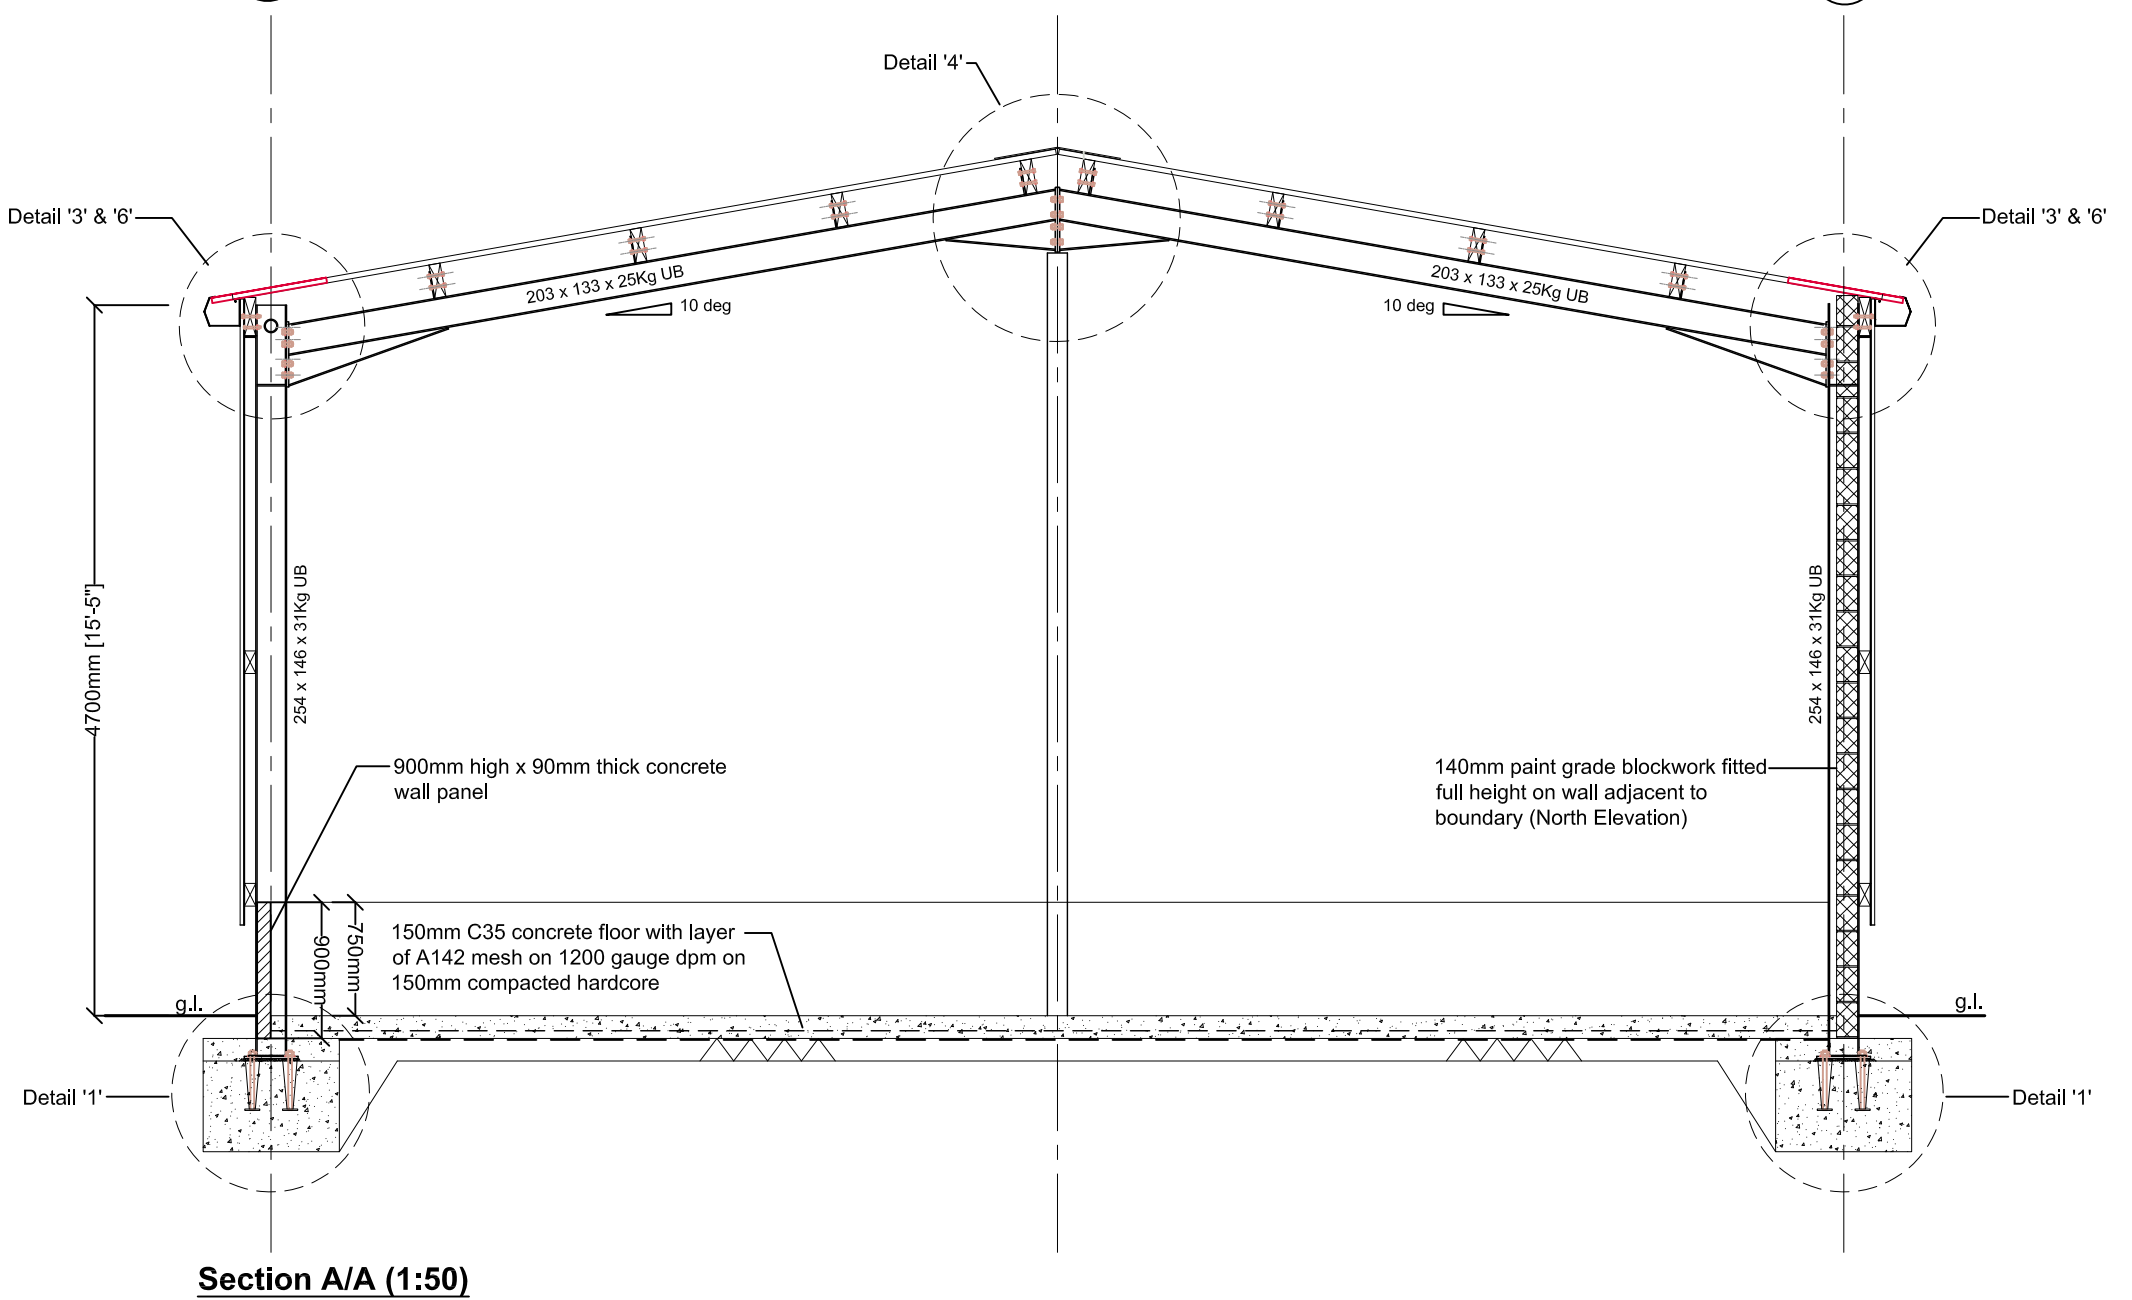 Detail '4'
Detail '3' & '6'
Detail '3' & '6'
203 x 133 x 25Kg UB
203 x 133 x 25Kg UB
10 deg
10 deg
4700mm [15'-5"]
254 x 146 x 31Kg UB
254 x 146 x 31Kg UB
900mm high x 90mm thick concrete
wall panel
140mm paint grade blockwork fitted
full height on wall adjacent to
boundary (North Elevation)
900mm
750mm
150mm C35 concrete floor with layer
of A142 mesh on 1200 gauge dpm on
150mm compacted hardcore
g.l.
g.l.
Detail '1'
Detail '1'
Section A/A (1:50)